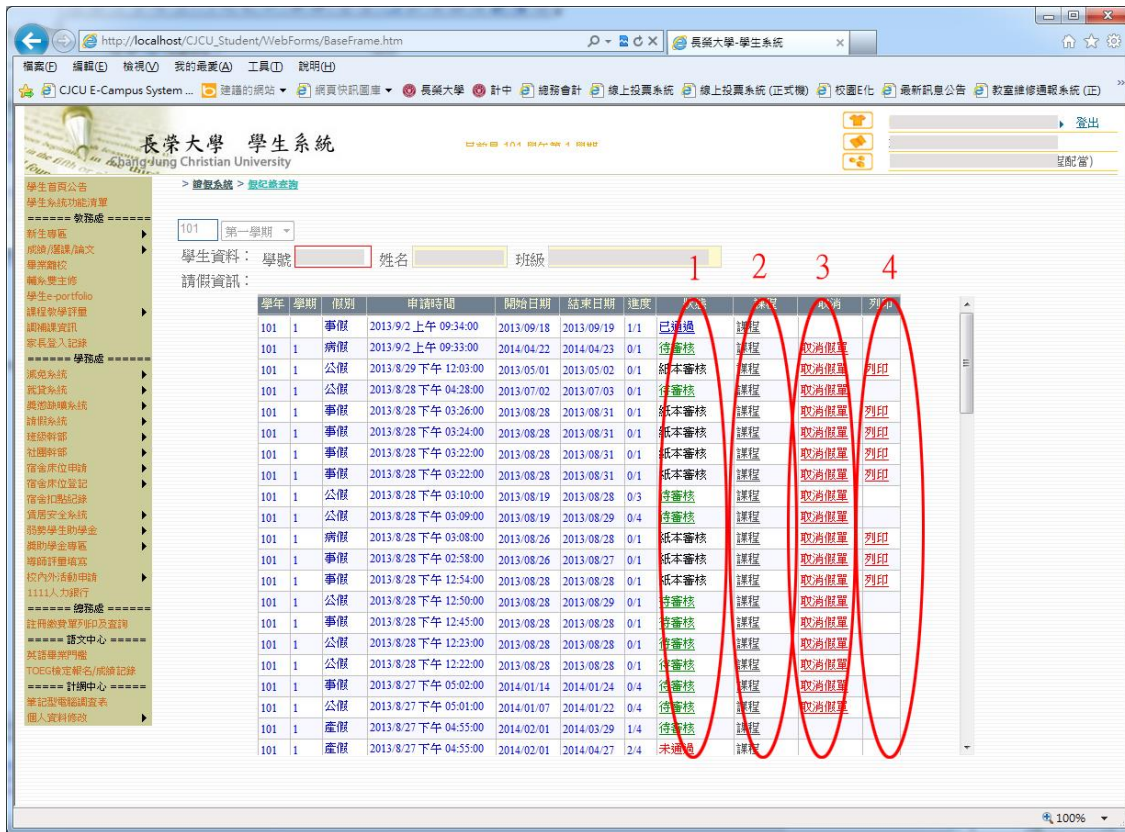 http://localhost/CJCU_Student/WebForms/BaseFrame.htm
長榮大學-學生系統
檔案(F) 編輯(E) 檢視(V) 我的最愛(A) 工具(T) 說明(H)
CJCU E-Campus System ... 建議的網站 網頁快訊圖庫 長榮大學 計中 總務會計 線上投票系統 線上投票系統 (正式機) 校園E化 最新訊息公告 教室維修通報系統 (正)
長榮大學 學生系統
Chang Jung Christian University
登出
配當)
> 請假系統 > 假紀錄查詢
101 第一學期
學生資料： 學號 姓名 班級
請假資訊：
1 2 3 4
學生首頁公告
學生系統功能清單
====== 教務處 ======
新生專區
成績/選課/論文
畢業離校
輔系雙主修
學生e-portfolio
課程教學評量
調補課資訊
家長登入記錄
====== 學務處 ======
減免系統
就貸系統
獎懲缺曠系統
請假系統
班級幹部
社團幹部
宿舍床位申請
宿舍床位登記
宿舍扣點紀錄
賃居安全系統
弱勢學生助學金
獎助學金專區
導師評量填寫
校內外活動申請
1111人力銀行
====== 總務處 ======
註冊繳費單列印及查詢
===== 語文中心 =====
英語畢業門檻
TOEG檢定報名/成績記錄
===== 計網中心 =====
筆記型電腦調查表
個人資料修改
學年 學期 假別 申請時間 開始日期 結束日期 進度 狀態 課程 取消 列印
101 1 事假 2013/9/2 上午 09:34:00 2013/09/18 2013/09/19 1/1 已通過 課程
101 1 病假 2013/9/2 上午 09:33:00 2014/04/22 2014/04/23 0/1 待審核 課程 取消假單
101 1 公假 2013/8/29 下午 12:03:00 2013/05/01 2013/05/02 0/1 紙本審核 課程 取消假單 列印
101 1 公假 2013/8/28 下午 04:28:00 2013/07/02 2013/07/03 0/1 待審核 課程 取消假單
101 1 事假 2013/8/28 下午 03:26:00 2013/08/28 2013/08/31 0/1 紙本審核 課程 取消假單 列印
101 1 事假 2013/8/28 下午 03:24:00 2013/08/28 2013/08/31 0/1 紙本審核 課程 取消假單 列印
101 1 事假 2013/8/28 下午 03:22:00 2013/08/28 2013/08/31 0/1 紙本審核 課程 取消假單 列印
101 1 事假 2013/8/28 下午 03:22:00 2013/08/28 2013/08/31 0/1 紙本審核 課程 取消假單 列印
101 1 公假 2013/8/28 下午 03:10:00 2013/08/19 2013/08/28 0/3 待審核 課程 取消假單
101 1 公假 2013/8/28 下午 03:09:00 2013/08/19 2013/08/29 0/4 待審核 課程 取消假單
101 1 病假 2013/8/28 下午 03:08:00 2013/08/26 2013/08/28 0/1 紙本審核 課程 取消假單 列印
101 1 事假 2013/8/28 下午 02:58:00 2013/08/26 2013/08/27 0/1 紙本審核 課程 取消假單 列印
101 1 事假 2013/8/28 下午 12:54:00 2013/08/28 2013/08/28 0/1 紙本審核 課程 取消假單 列印
101 1 公假 2013/8/28 下午 12:50:00 2013/08/28 2013/08/29 0/1 待審核 課程 取消假單
101 1 事假 2013/8/28 下午 12:45:00 2013/08/28 2013/08/28 0/1 待審核 課程 取消假單
101 1 公假 2013/8/28 下午 12:23:00 2013/08/28 2013/08/28 0/1 待審核 課程 取消假單
101 1 公假 2013/8/28 下午 12:22:00 2013/08/28 2013/08/28 0/1 待審核 課程 取消假單
101 1 事假 2013/8/27 下午 05:02:00 2014/01/14 2014/01/24 0/4 待審核 課程 取消假單
101 1 公假 2013/8/27 下午 05:01:00 2014/01/07 2014/01/22 0/4 待審核 課程 取消假單
101 1 產假 2013/8/27 下午 04:55:00 2014/02/01 2014/03/29 1/4 待審核 課程
101 1 產假 2013/8/27 下午 04:55:00 2014/02/01 2014/04/27 2/4 未通過 課程
100%